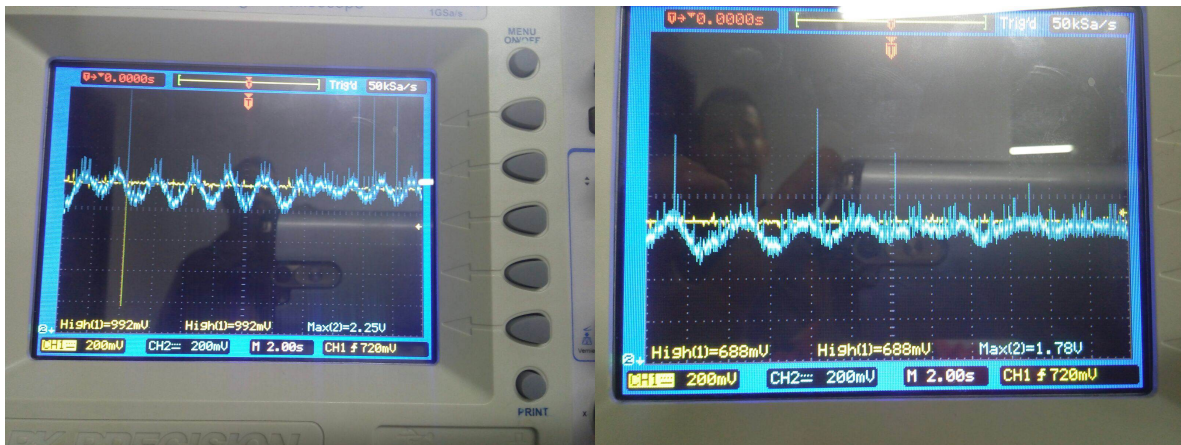 1GSa/s
MENU
ON/OFF
0.0000s Trig'd 50kSa/s
High(1)=992mV High(1)=992mV Max(2)=2.25V
CH1 200mV CH2 200mV M 2.00s CH1 720mV
PRINT
BK PRECISION
0.0000s Trig'd 50kSa/s
High(1)=688mV High(1)=688mV Max(2)=1.78V
CH1 200mV CH2 200mV M 2.00s CH1 720mV